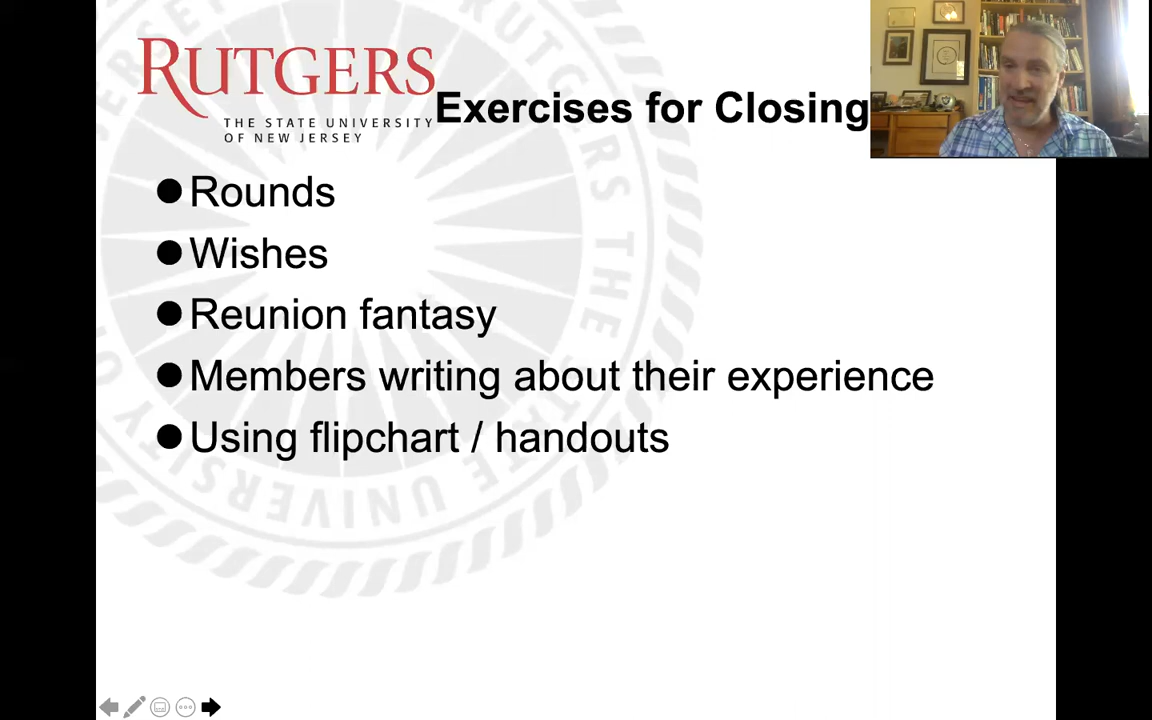 RUTGERS
THE STATE UNIVERSITY
OF NEW JERSEY
Exercises for Closing
● Rounds
● Wishes
● Reunion fantasy
● Members writing about their experience
● Using flipchart / handouts